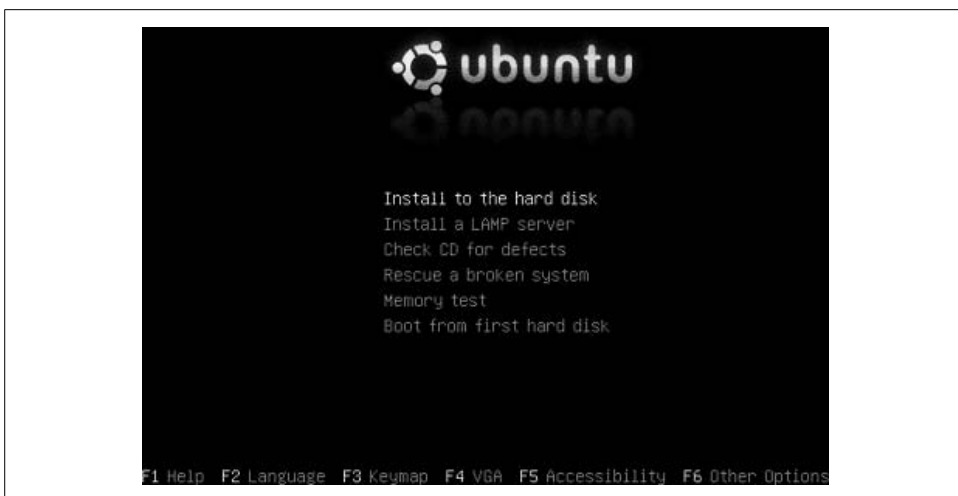 ubuntu
Install to the hard disk
Install a LAMP server
Check CD for defects
Rescue a broken system
Memory test
Boot from first hard disk
F1 Help F2 Language F3 Keymap F4 VGA F5 Accessibility F6 Other Options